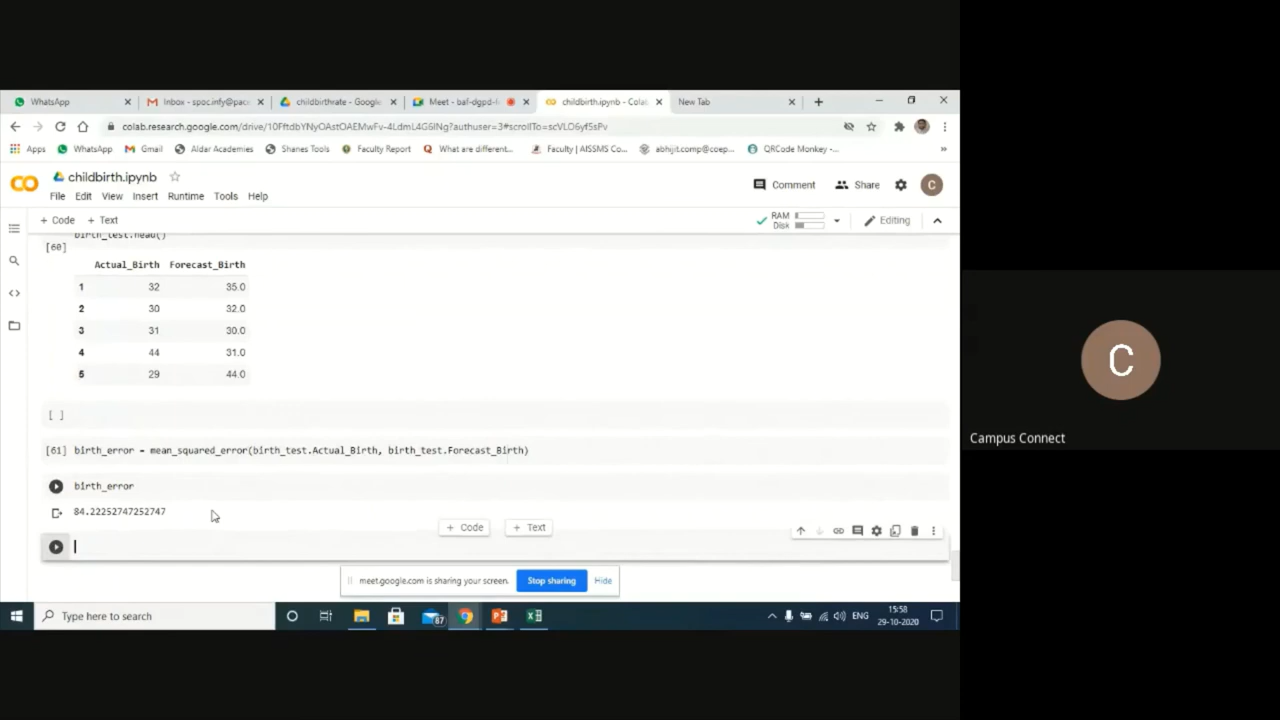 WhatsApp
Inbox - spoc.infy@pac
childbirthrate - Google
Meet - baf-dgpd-f
childbirth.ipynb - Colab
New Tab
colab.research.google.com/drive/10FftdbYNyOAstOAEMwFv-4LdmL4G6INg?authuser=3#scrollTo=scVLO6yf5sPv
Apps WhatsApp Gmail Aldar Academies Shanes Tools Faculty Report What are different... Faculty | AISSMS Co... abhijit.comp@coep... QRCode Monkey -...
childbirth.ipynb
Comment Share C
File Edit View Insert Runtime Tools Help
+ Code + Text
RAM
Disk
Editing
birth_test.head()
[60]
Actual_Birth Forecast_Birth
1 32 35.0
2 30 32.0
3 31 30.0
4 44 31.0
5 29 44.0
[ ]
[61] birth_error = mean_squared_error(birth_test.Actual_Birth, birth_test.Forecast_Birth)
birth_error
84.22252747252747
+ Code + Text
meet.google.com is sharing your screen. Stop sharing Hide
Type here to search
87
ENG
15:58
29-10-2020
C
Campus Connect